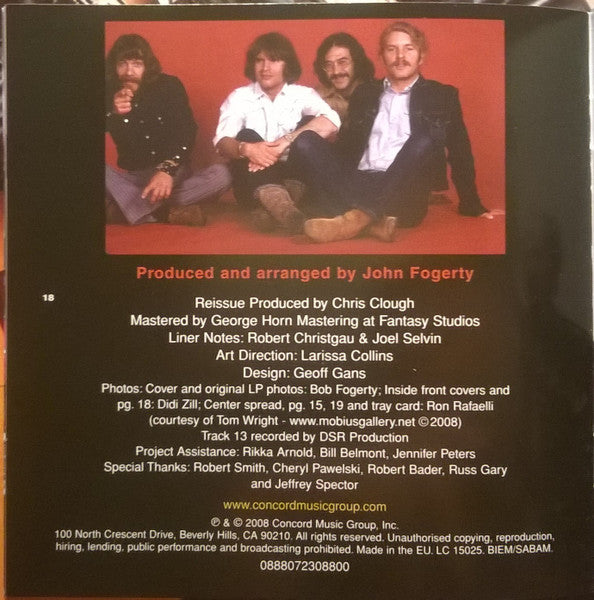 Produced and arranged by John Fogerty
18
Reissue Produced by Chris Clough
Mastered by George Horn Mastering at Fantasy Studios
Liner Notes: Robert Christgau & Joel Selvin
Art Direction: Larissa Collins
Design: Geoff Gans
Photos: Cover and original LP photos: Bob Fogerty; Inside front covers and
pg. 18: Didi Zill; Center spread, pg. 15, 19 and tray card: Ron Rafaelli
(courtesy of Tom Wright - www.mobiusgallery.net ©2008)
Track 13 recorded by DSR Production
Project Assistance: Rikka Arnold, Bill Belmont, Jennifer Peters
Special Thanks: Robert Smith, Cheryl Pawelski, Robert Bader, Russ Gary
and Jeffrey Spector
www.concordmusicgroup.com
℗ & © 2008 Concord Music Group, Inc.
100 North Crescent Drive, Beverly Hills, CA 90210. All rights reserved. Unauthorised copying, reproduction,
hiring, lending, public performance and broadcasting prohibited. Made in the EU. LC 15025. BIEM/SABAM.
0888072308800